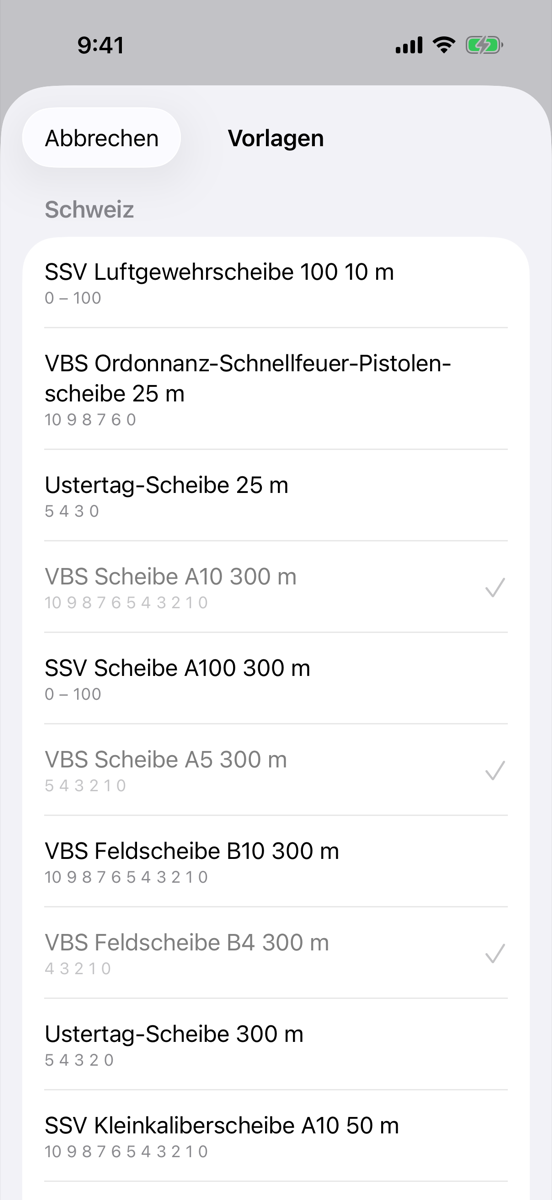 9:41
Abbrechen
Vorlagen
Schweiz
SSV Luftgewehrscheibe 100 10 m
0 – 100
VBS Ordonnanz-Schnellfeuer-Pistolen-
scheibe 25 m
10 9 8 7 6 0
Ustertag-Scheibe 25 m
5 4 3 0
VBS Scheibe A10 300 m
10 9 8 7 6 5 4 3 2 1 0
SSV Scheibe A100 300 m
0 – 100
VBS Scheibe A5 300 m
5 4 3 2 1 0
VBS Feldscheibe B10 300 m
10 9 8 7 6 5 4 3 2 1 0
VBS Feldscheibe B4 300 m
4 3 2 1 0
Ustertag-Scheibe 300 m
5 4 3 2 0
SSV Kleinkaliberscheibe A10 50 m
10 9 8 7 6 5 4 3 2 1 0